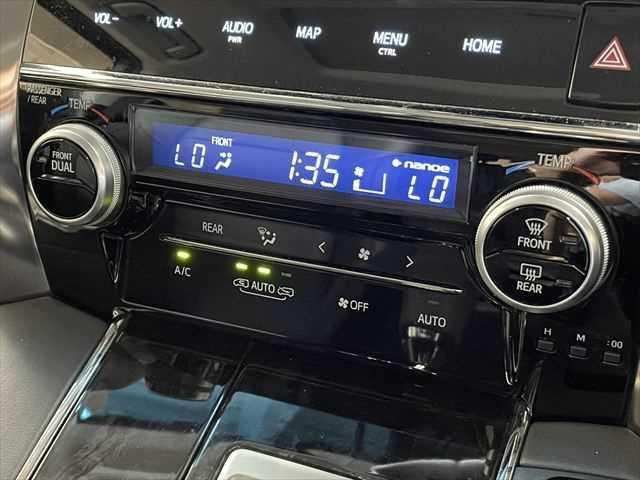 VOL- VOL+ AUDIO PWR MAP MENU CTRL HOME
PASSENGER /REAR
TEMP
FRONT
LO 1:35 nanoe LO
TEMP
FRONT DUAL
REAR
FRONT
REAR
A/C AUTO OFF AUTO
H M :00